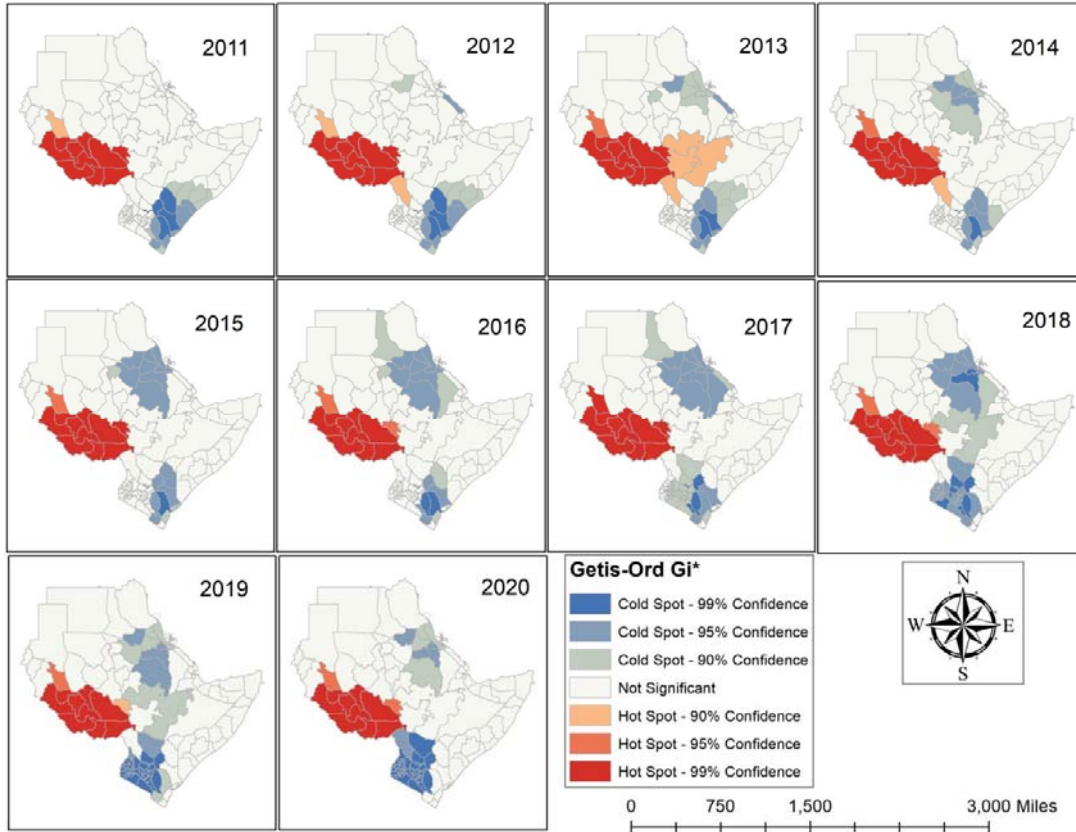 2011
2012
2013
2014
2015
2016
2017
2018
2019
2020
Getis-Ord Gi*
Cold Spot - 99% Confidence
Cold Spot - 95% Confidence
Cold Spot - 90% Confidence
Not Significant
Hot Spot - 90% Confidence
Hot Spot - 95% Confidence
Hot Spot - 99% Confidence
N
W E
S
0 750 1,500 3,000 Miles